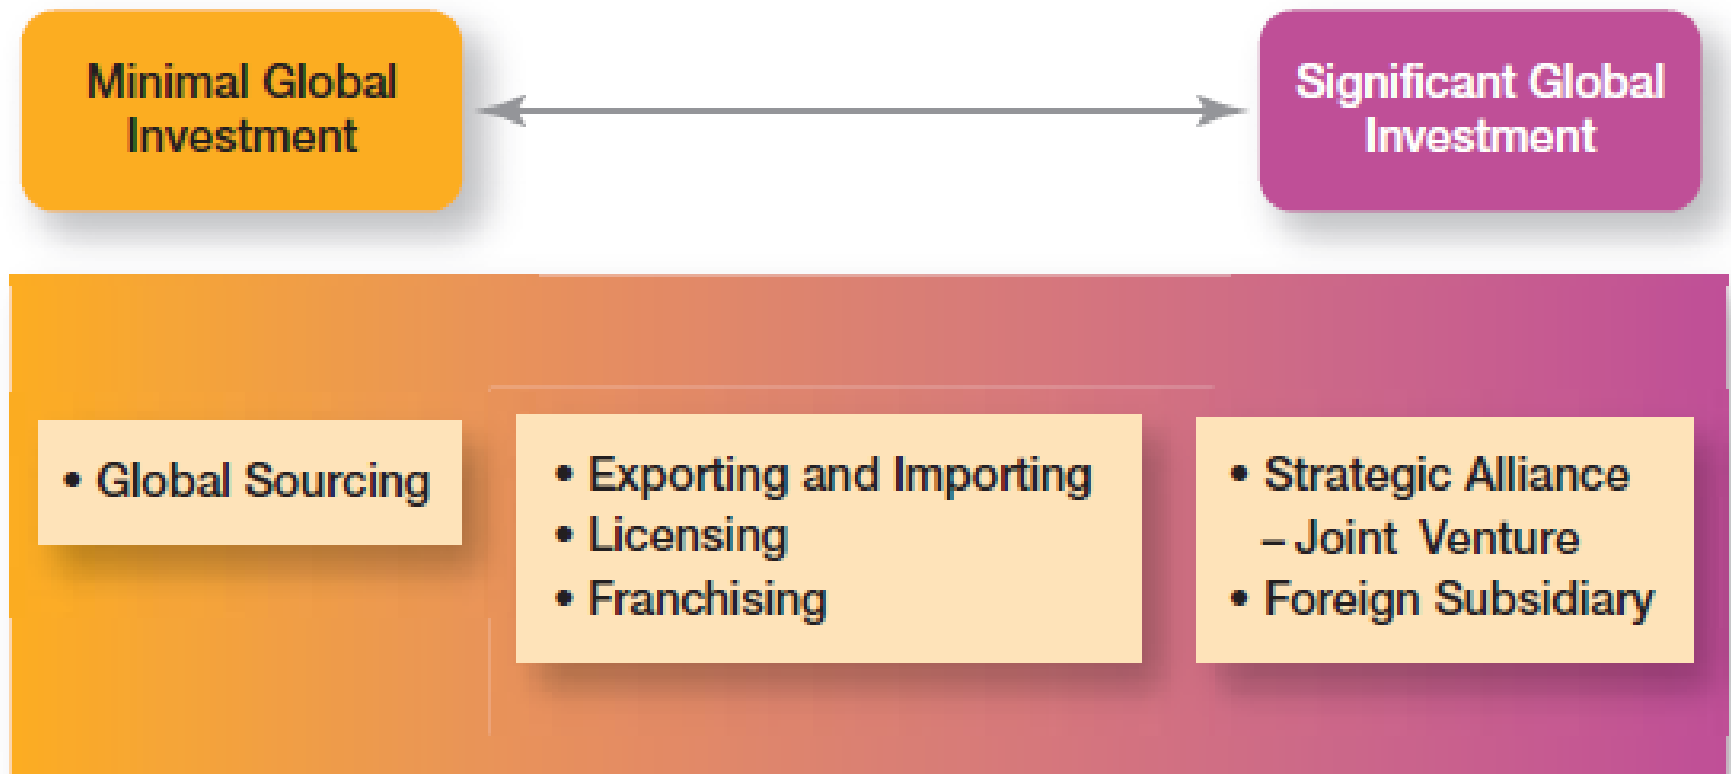 Minimal Global
Investment
Significant Global
Investment
• Global Sourcing
• Exporting and Importing
• Licensing
• Franchising
• Strategic Alliance
– Joint Venture
• Foreign Subsidiary